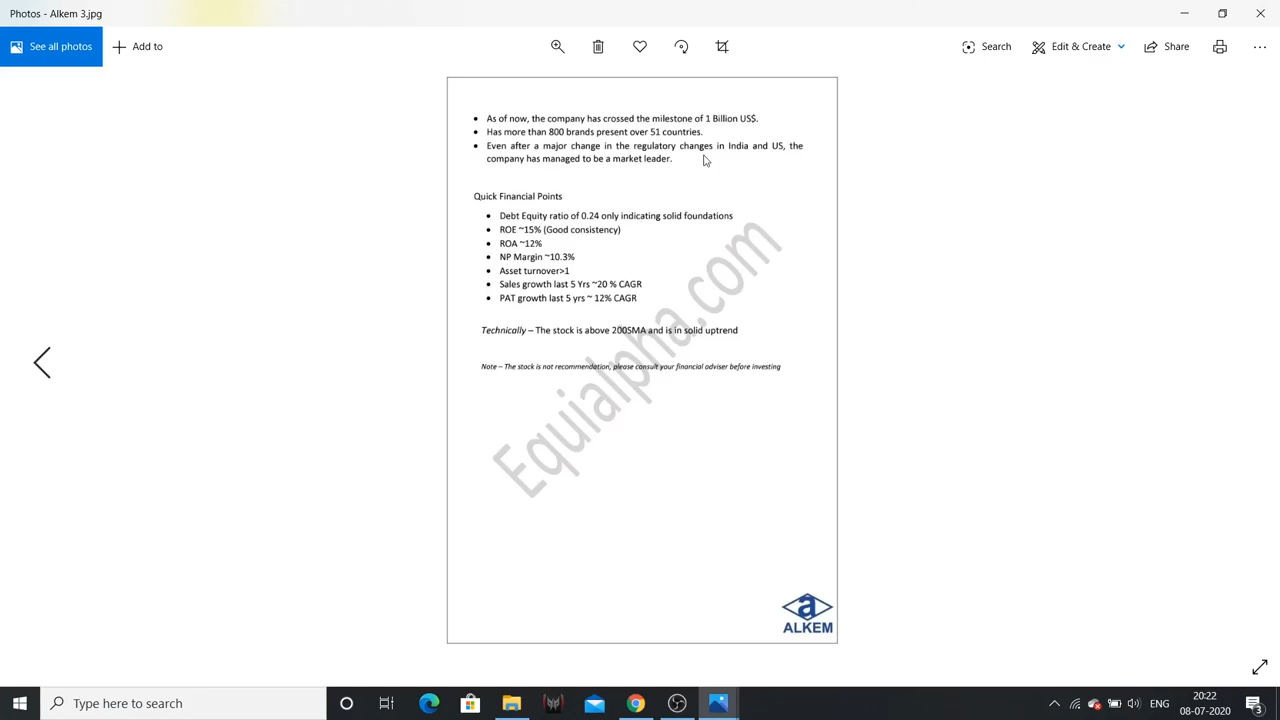 Photos - Alkem 3.jpg
See all photos
Add to
Search
Edit & Create
Share
• As of now, the company has crossed the milestone of 1 Billion US$.
• Has more than 800 brands present over 51 countries.
• Even after a major change in the regulatory changes in India and US, the
company has managed to be a market leader.
Quick Financial Points
• Debt Equity ratio of 0.24 only indicating solid foundations
• ROE ~15% (Good consistency)
• ROA ~12%
• NP Margin ~10.3%
• Asset turnover>1
• Sales growth last 5 Yrs ~20 % CAGR
• PAT growth last 5 yrs ~ 12% CAGR
Technically – The stock is above 200SMA and is in solid uptrend
Note – The stock is not recommendation, please consult your financial adviser before investing
Equialpha.com
a
ALKEM
Type here to search
ENG
20:22
08-07-2020
3